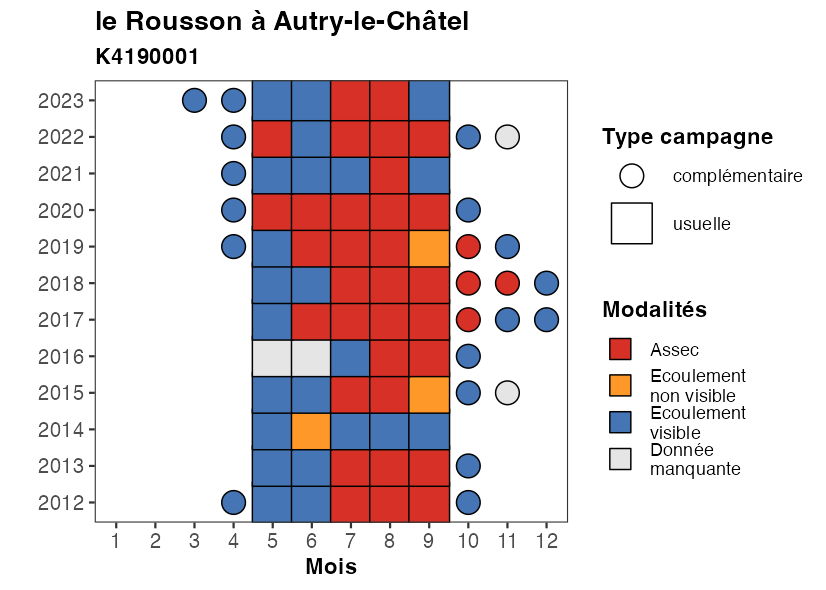 le Rousson à Autry-le-Châtel
K4190001
2023
2022
2021
2020
2019
2018
2017
2016
2015
2014
2013
2012
1 2 3 4 5 6 7 8 9 10 11 12
Mois
Type campagne
complémentaire
usuelle
Modalités
Assec
Ecoulement
non visible
Ecoulement
visible
Donnée
manquante